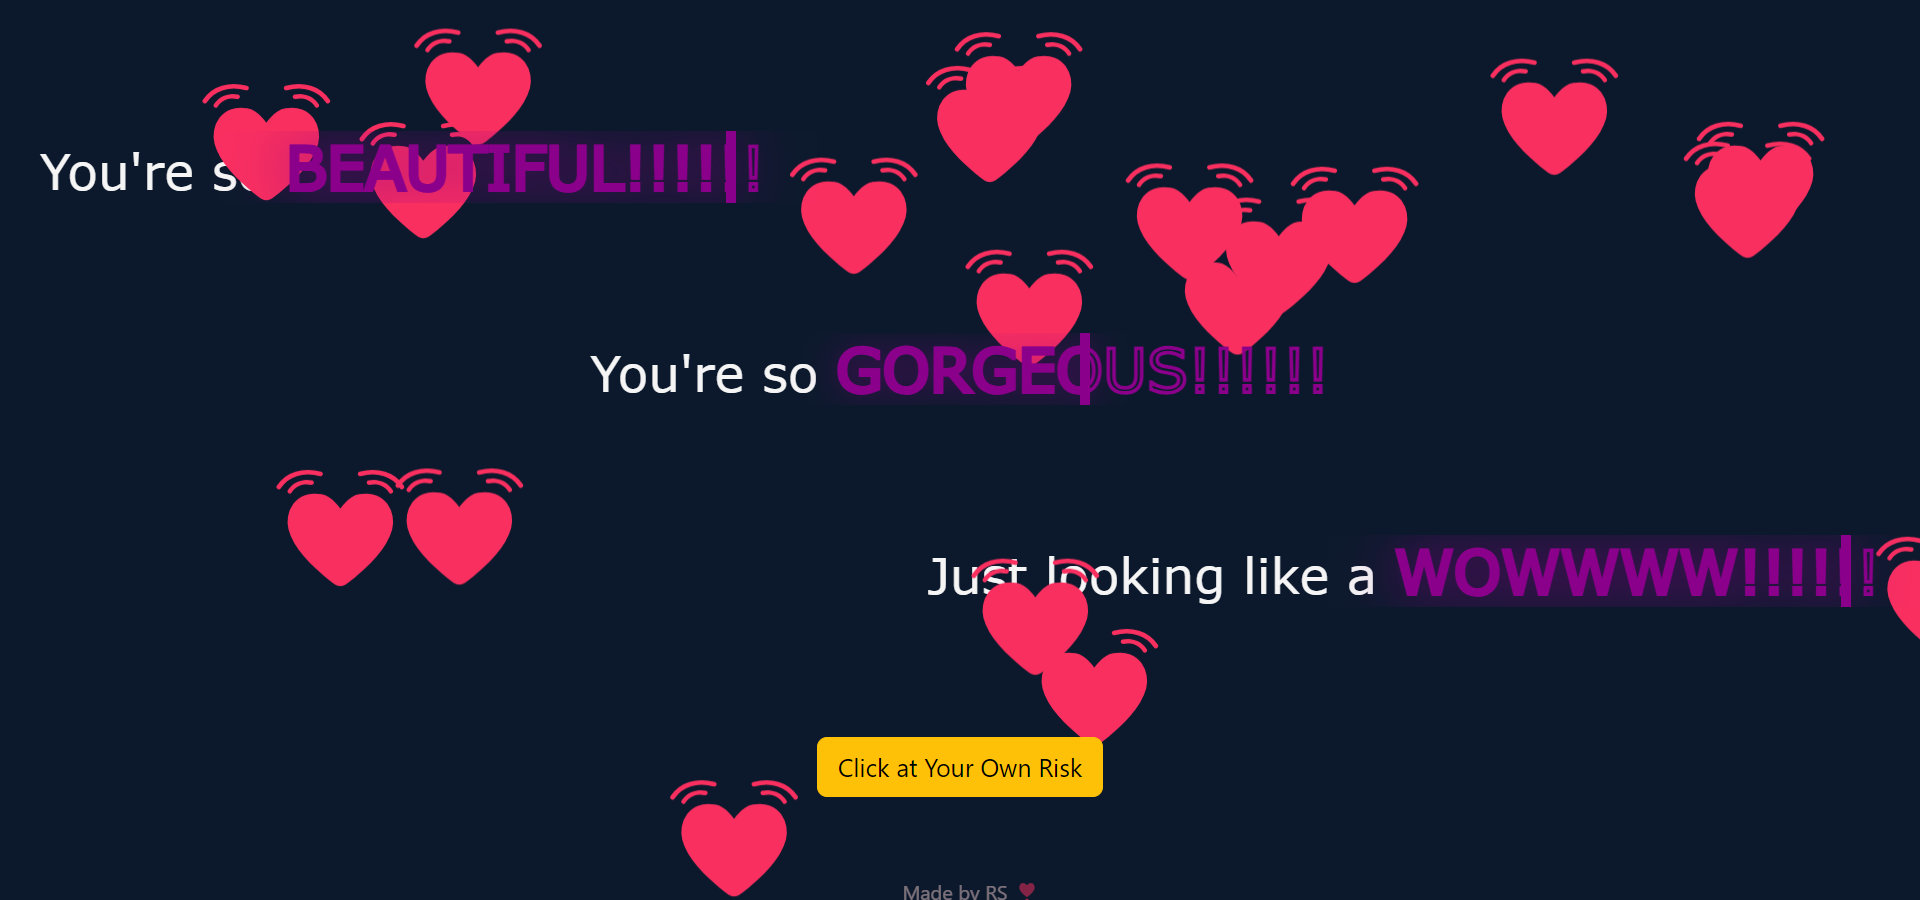 You're so BEAUTIFUL!!!!!!
You're so GORGEOUS!!!!!!
Just looking like a WOWWWW!!!!!!
Click at Your Own Risk
Made by RS